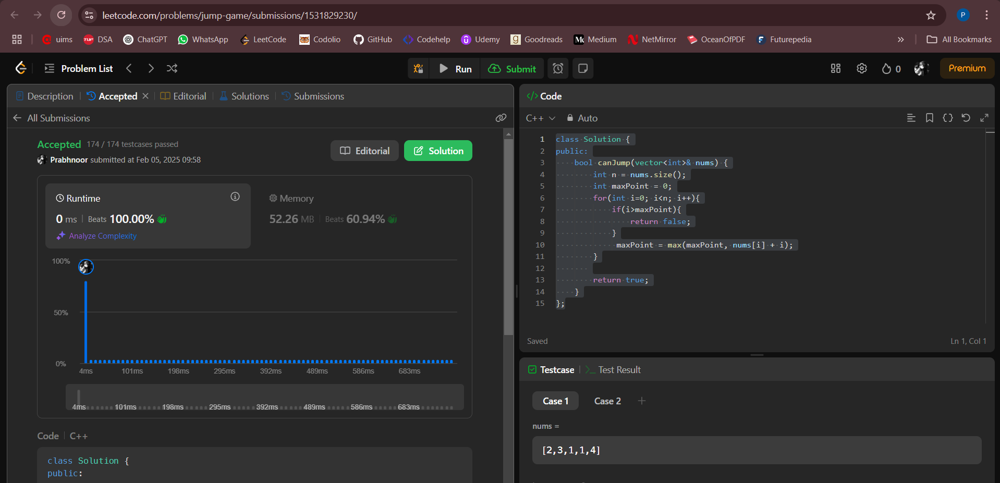 leetcode.com/problems/jump-game/submissions/1531829230/
P
uims DSA ChatGPT WhatsApp LeetCode Codolio GitHub Codehelp Udemy Goodreads Medium NetMirror OceanOfPDF Futurepedia » All Bookmarks
Problem List Run Submit 0 Premium
Description Accepted Editorial Solutions Submissions
All Submissions
Accepted 174 / 174 testcases passed
Prabhnoor submitted at Feb 05, 2025 09:58
Editorial Solution
Runtime
0 ms Beats 100.00%
Analyze Complexity
Memory
52.26 MB Beats 60.94%
100%
50%
0%
4ms 101ms 198ms 295ms 392ms 489ms 586ms 683ms
4ms 101ms 198ms 295ms 392ms 489ms 586ms 683ms
Code C++
class Solution {
public:
</> Code
C++ Auto
1 class Solution {
2 public:
3 bool canJump(vector<int>& nums) {
4 int n = nums.size();
5 int maxPoint = 0;
6 for(int i=0; i<n; i++){
7 if(i>maxPoint){
8 return false;
9 }
10 maxPoint = max(maxPoint, nums[i] + i);
11 }
12
13 return true;
14 }
15 };
Saved Ln 1, Col 1
Testcase >_ Test Result
Case 1 Case 2 +
nums =
[2,3,1,1,4]